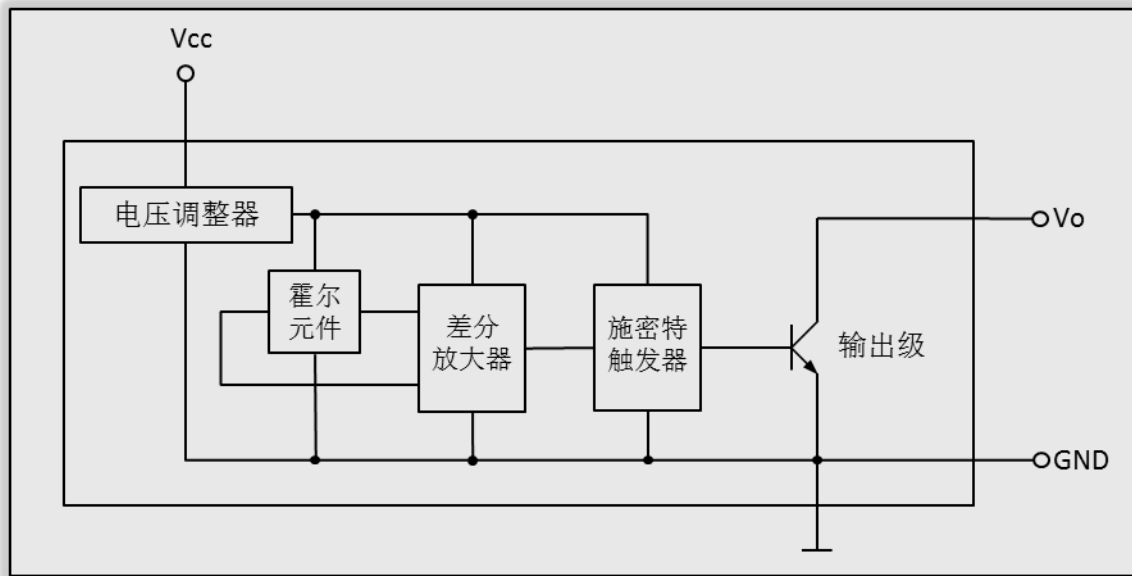 Vcc
电压调整器
Vo
霍尔
元件
差分
放大器
施密特
触发器
输出级
GND